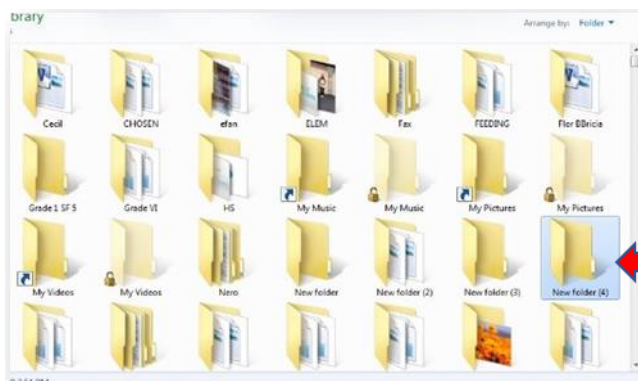 brary
Arrange by: Folder
Cecil CHOSEN efan ELEM Fax FEEDING Flor BBricia
Grade 1 SF 5 Grade VI HS My Music My Music My Pictures My Pictures
My Videos My Videos Nero New folder New folder (2) New folder (3) New folder (4)